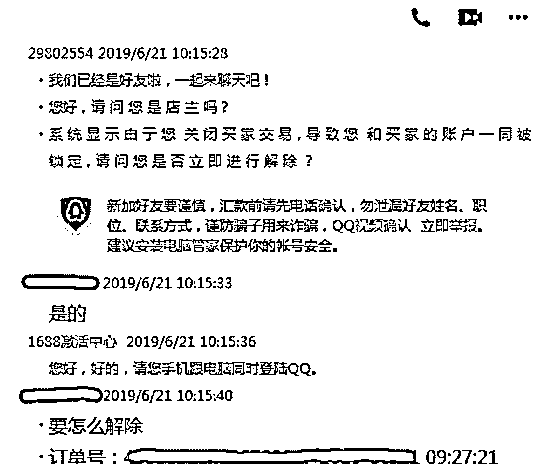 29802554 2019/6/21 10:15:28
·我们已经是好友啦，一起来聊天吧！
·您好,请问您是店主吗？
·系统显示由于您 关闭买家交易,导致您 和买家的账户一同被
锁定,请问您是否立即进行解除？
新加好友要谨慎，汇款前请先电话确认，勿泄漏好友姓名、职
位、联系方式，谨防骗子用来诈骗，QQ视频确认 立即举报。
建议安装电脑管家保护你的帐号安全。
2019/6/21 10:15:33
是的
1688激活中心 2019/6/21 10:15:36
您好，好的，请您手机跟电脑同时登陆QQ。
2019/6/21 10:15:40
·要怎么解除
·订单号： 09:27:21